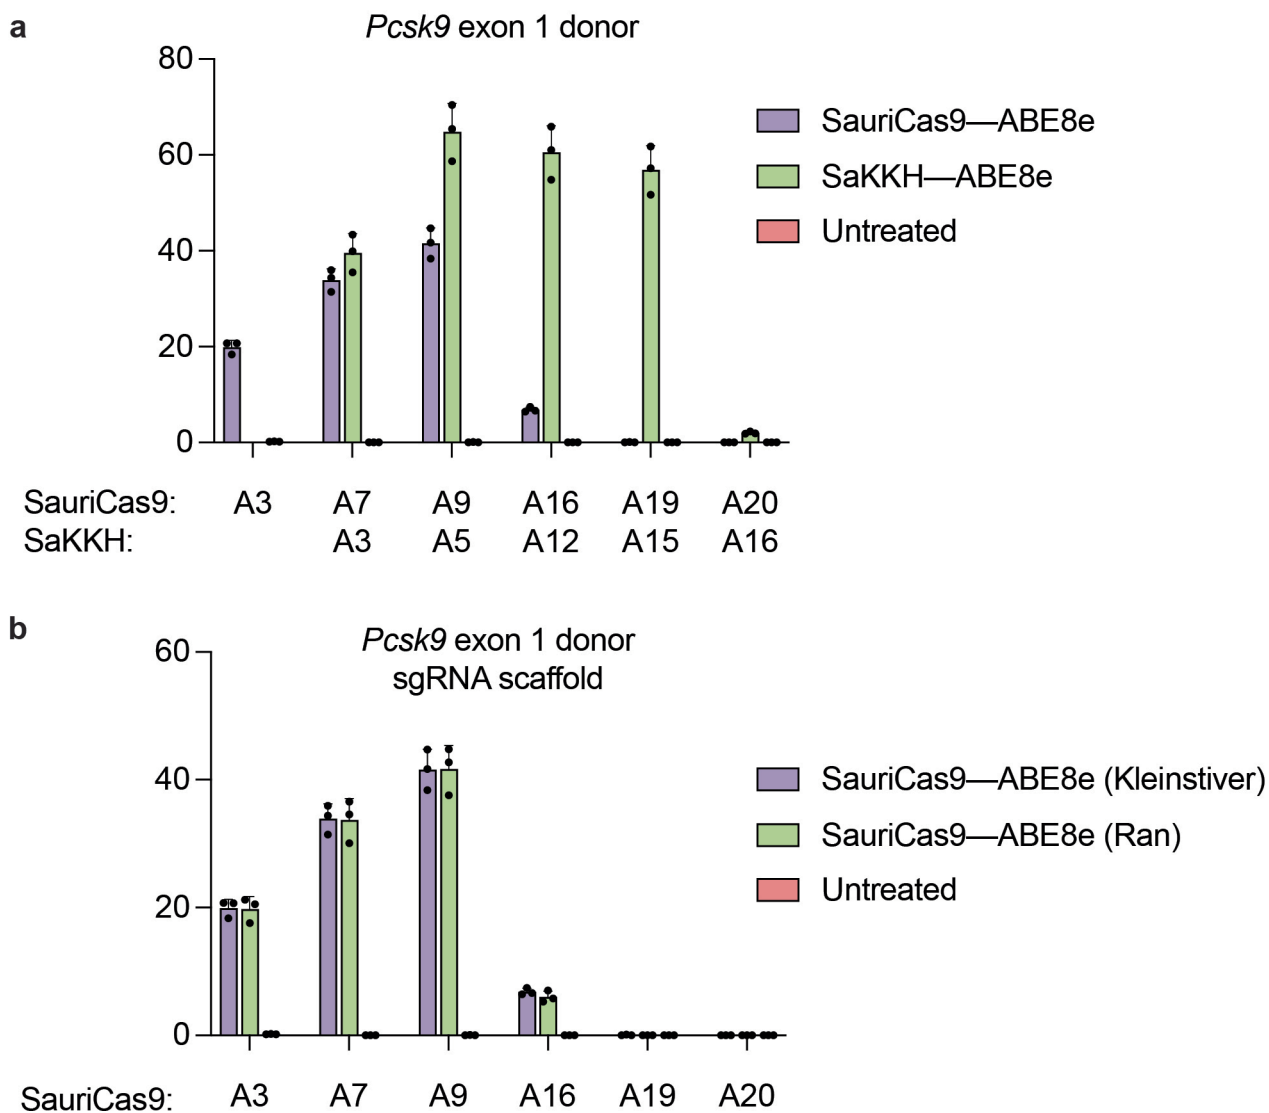 a
Pcsk9 exon 1 donor
80
60
40
20
0
SauriCas9—ABE8e
SaKKH—ABE8e
Untreated
SauriCas9: A3 A7 A9 A16 A19 A20
SaKKH: A3 A5 A12 A15 A16
b
Pcsk9 exon 1 donor
sgRNA scaffold
60
40
20
0
SauriCas9—ABE8e (Kleinstiver)
SauriCas9—ABE8e (Ran)
Untreated
SauriCas9: A3 A7 A9 A16 A19 A20